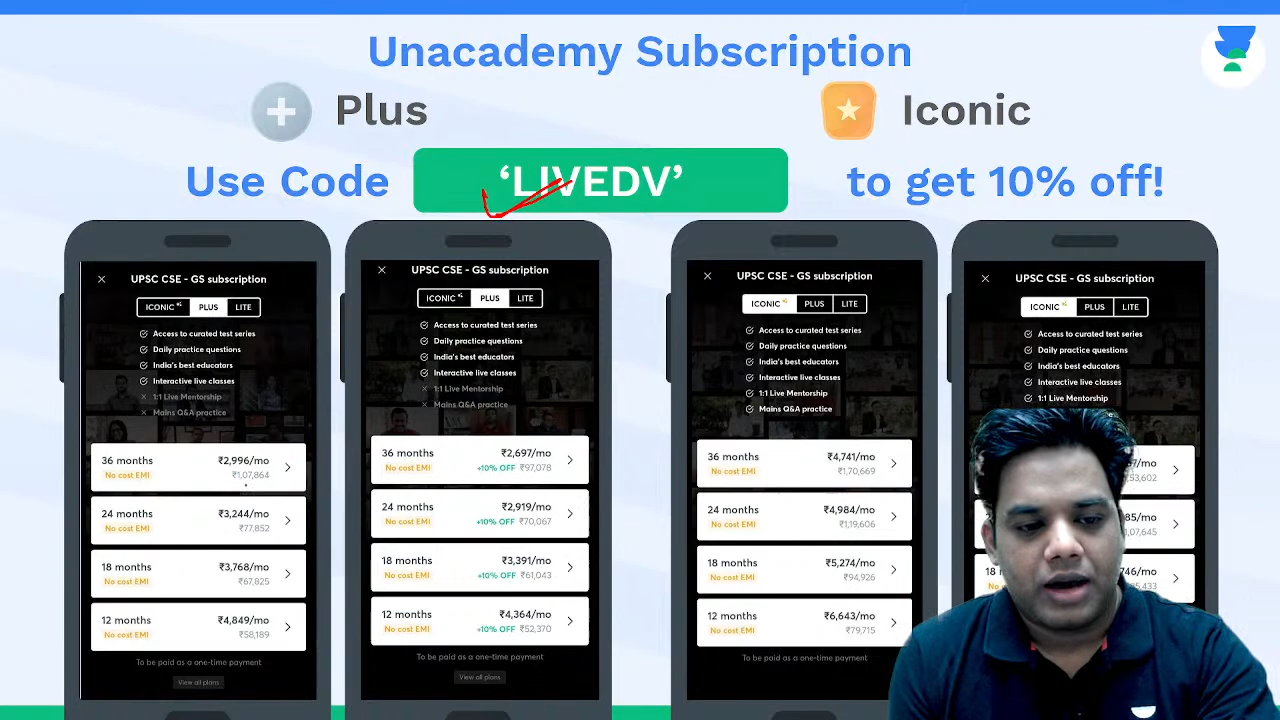 Unacademy Subscription
Plus
Iconic
Use Code
‘LIVEDV’
to get 10% off!
UPSC CSE - GS subscription
ICONIC PLUS LITE
Access to curated test series
Daily practice questions
India's best educators
Interactive live classes
1:1 Live Mentorship
Mains Q&A practice
36 months ₹2,996/mo
No cost EMI ₹1,07,864
24 months ₹3,244/mo
No cost EMI ₹77,852
18 months ₹3,768/mo
No cost EMI ₹67,825
12 months ₹4,849/mo
No cost EMI ₹58,189
To be paid as a one-time payment
View all plans
UPSC CSE - GS subscription
ICONIC PLUS LITE
Access to curated test series
Daily practice questions
India's best educators
Interactive live classes
1:1 Live Mentorship
Mains Q&A practice
36 months ₹2,697/mo
No cost EMI +10% OFF ₹97,078
24 months ₹2,919/mo
No cost EMI +10% OFF ₹70,067
18 months ₹3,391/mo
No cost EMI +10% OFF ₹61,043
12 months ₹4,364/mo
No cost EMI +10% OFF ₹52,370
To be paid as a one-time payment
View all plans
UPSC CSE - GS subscription
ICONIC PLUS LITE
Access to curated test series
Daily practice questions
India's best educators
Interactive live classes
1:1 Live Mentorship
Mains Q&A practice
36 months ₹4,741/mo
No cost EMI ₹1,70,669
24 months ₹4,984/mo
No cost EMI ₹1,19,606
18 months ₹5,274/mo
No cost EMI ₹94,926
12 months ₹6,643/mo
No cost EMI ₹79,715
To be paid as a one-time payment
UPSC CSE - GS subscription
ICONIC PLUS LITE
Access to curated test series
Daily practice questions
India's best educators
Interactive live classes
1:1 Live Mentorship